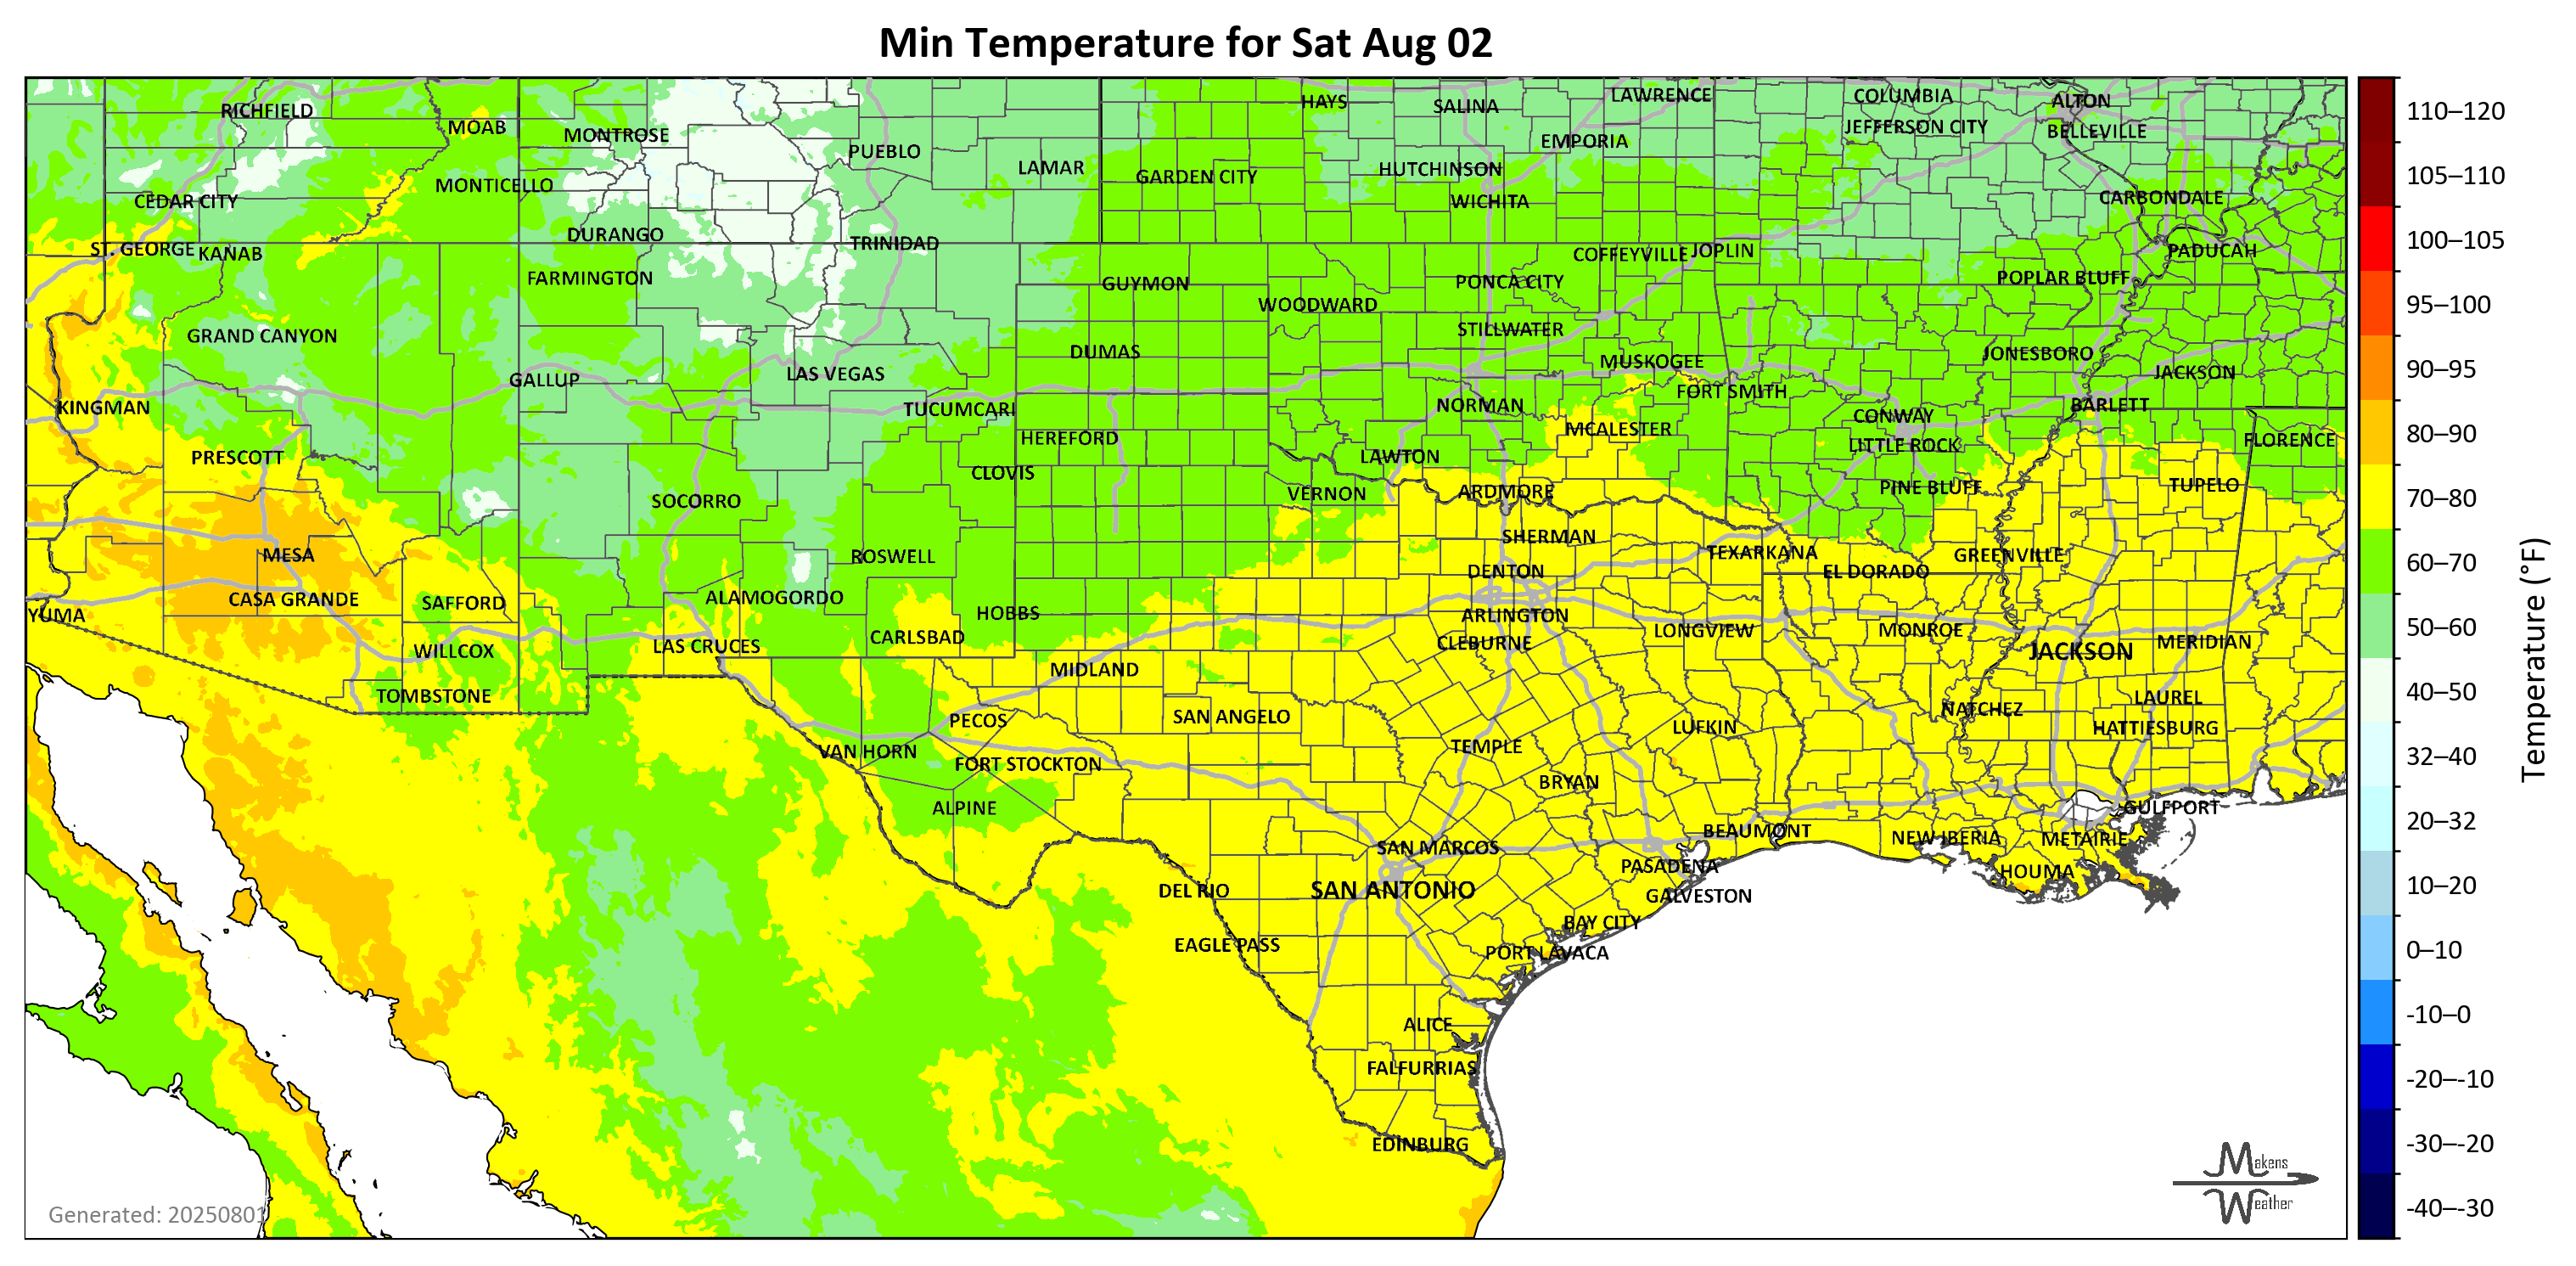 Min Temperature for Sat Aug 02
RICHFIELD
MOAB
MONTROSE
PUEBLO
LAMAR
HAYS
SALINA
LAWRENCE
COLUMBIA
ALTON
JEFFERSON CITY
BELLEVILLE
EMPORIA
HUTCHINSON
GARDEN CITY
MONTICELLO
CEDAR CITY
WICHITA
CARBONDALE
DURANGO
TRINIDAD
ST. GEORGE
KANAB
COFFEYVILLE
JOPLIN
PADUCAH
FARMINGTON
GUYMON
PONCA CITY
POPLAR BLUFF
WOODWARD
GRAND CANYON
STILLWATER
DUMAS
MUSKOGEE
JONESBORO
GALLUP
LAS VEGAS
JACKSON
FORT SMITH
KINGMAN
TUCUMCARI
NORMAN
CONWAY
BARLETT
HEREFORD
MCALESTER
LITTLE ROCK
FLORENCE
PRESCOTT
CLOVIS
LAWTON
SOCORRO
VERNON
ARDMORE
PINE BLUFF
TUPELO
MESA
ROSWELL
SHERMAN
TEXARKANA
GREENVILLE
DENTON
EL DORADO
CASA GRANDE
SAFFORD
ALAMOGORDO
HOBBS
YUMA
ARLINGTON
CARLSBAD
LAS CRUCES
CLEBURNE
LONGVIEW
MONROE
MERIDIAN
WILLCOX
MIDLAND
JACKSON
TOMBSTONE
PECOS
SAN ANGELO
LAUREL
NATCHEZ
HATTIESBURG
LUFKIN
VAN HORN
FORT STOCKTON
TEMPLE
BRYAN
ALPINE
GULFPORT
BEAUMONT
NEW IBERIA
METAIRIE
SAN MARCOS
PASADENA
HOUMA
DEL RIO
SAN ANTONIO
GALVESTON
BAY CITY
EAGLE PASS
PORT LAVACA
ALICE
FALFURRIAS
EDINBURG
Generated: 20250801
Makens
Weather
110–120
105–110
100–105
95–100
90–95
80–90
70–80
60–70
50–60
40–50
32–40
20–32
10–20
0–10
-10–0
-20–-10
-30–-20
-40–-30
Temperature (°F)